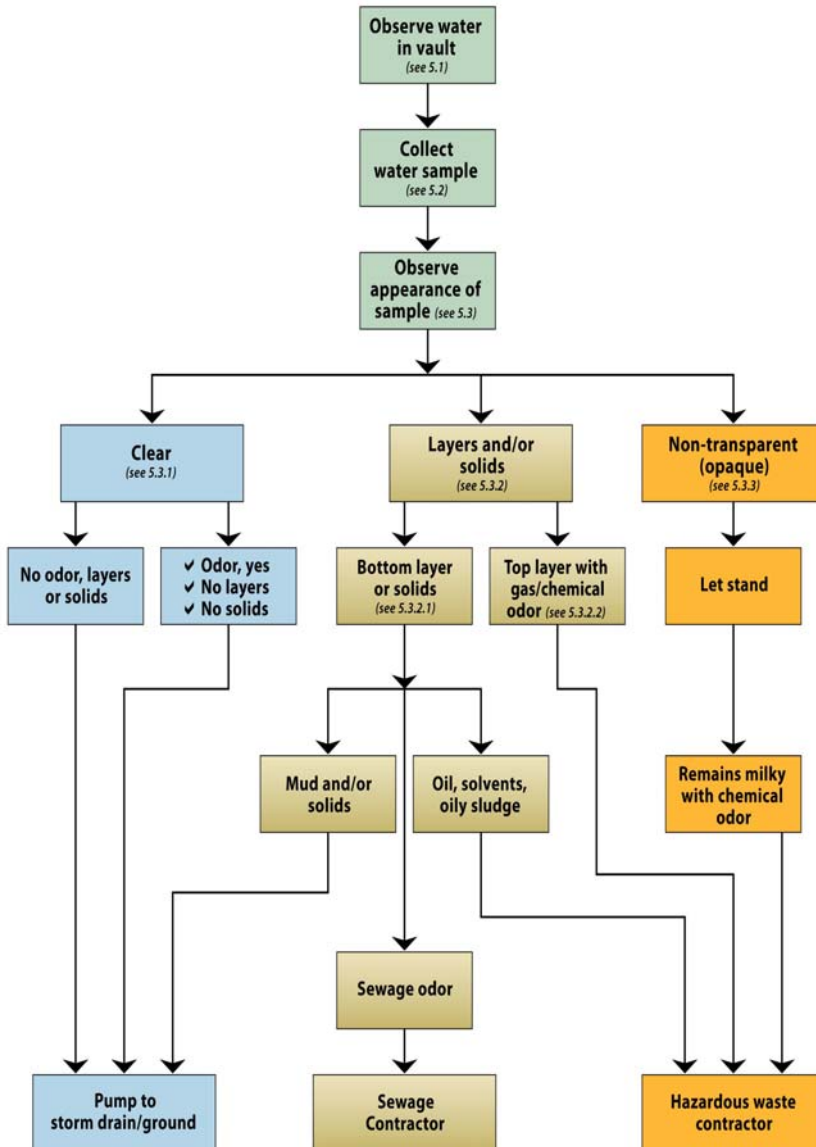 Observe water
in vault
(see 5.1)
Collect
water sample
(see 5.2)
Observe
appearance of
sample (see 5.3)
Clear
(see 5.3.1)
Layers and/or
solids
(see 5.3.2)
Non-transparent
(opaque)
(see 5.3.3)
No odor, layers
or solids
✓ Odor, yes
✓ No layers
✓ No solids
Bottom layer
or solids
(see 5.3.2.1)
Top layer with
gas/chemical
odor (see 5.3.2.2)
Let stand
Mud and/or
solids
Oil, solvents,
oily sludge
Remains milky
with chemical
odor
Sewage odor
Pump to
storm drain/ground
Sewage
Contractor
Hazardous waste
contractor